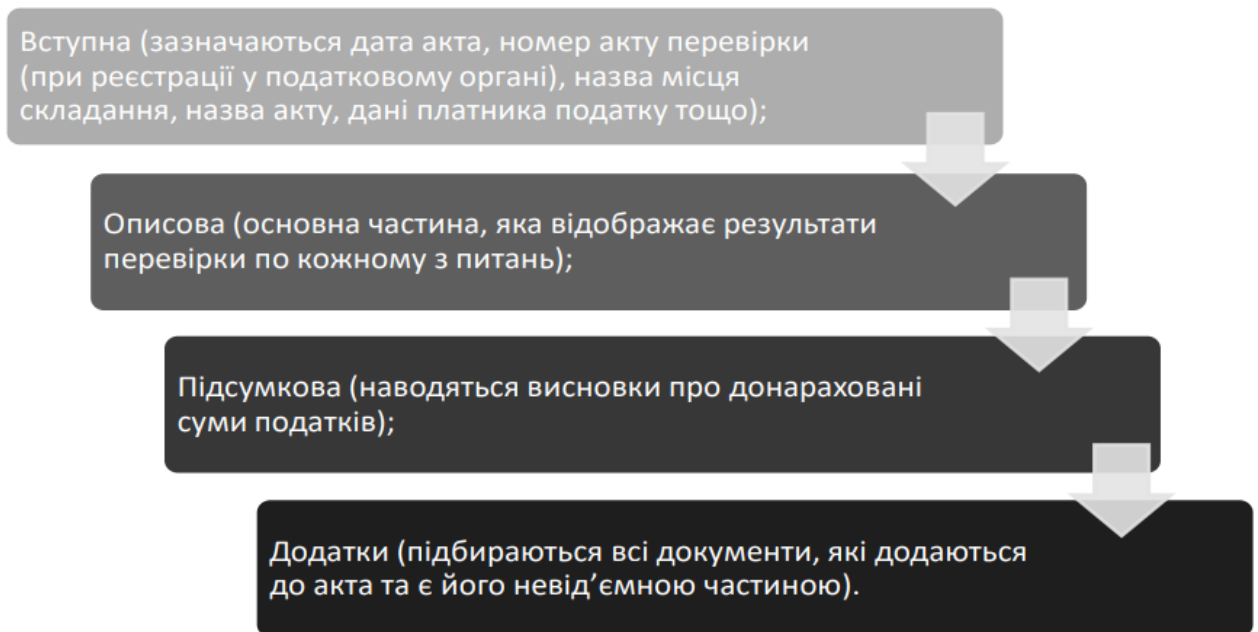 Вступна (зазначаються дата акта, номер акту перевірки
(при реєстрації у податковому органі), назва місця
складання, назва акту, дані платника податку тощо);
Описова (основна частина, яка відображає результати
перевірки по кожному з питань);
Підсумкова (наводяться висновки про донараховані
суми податків);
Додатки (підбираються всі документи, які додаються
до акта та є його невід’ємною частиною).